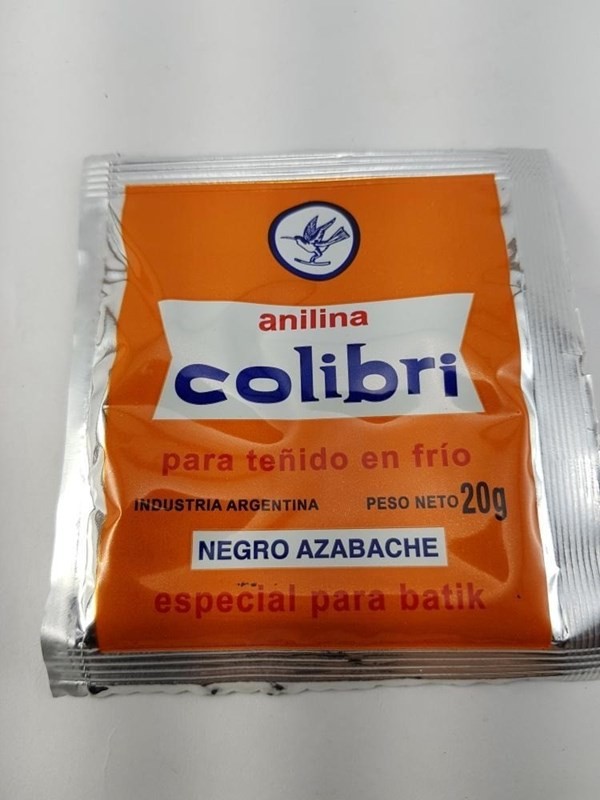 anilina
colibri
para teñido en frío
INDUSTRIA ARGENTINA PESO NETO 20g
NEGRO AZABACHE
especial para batik